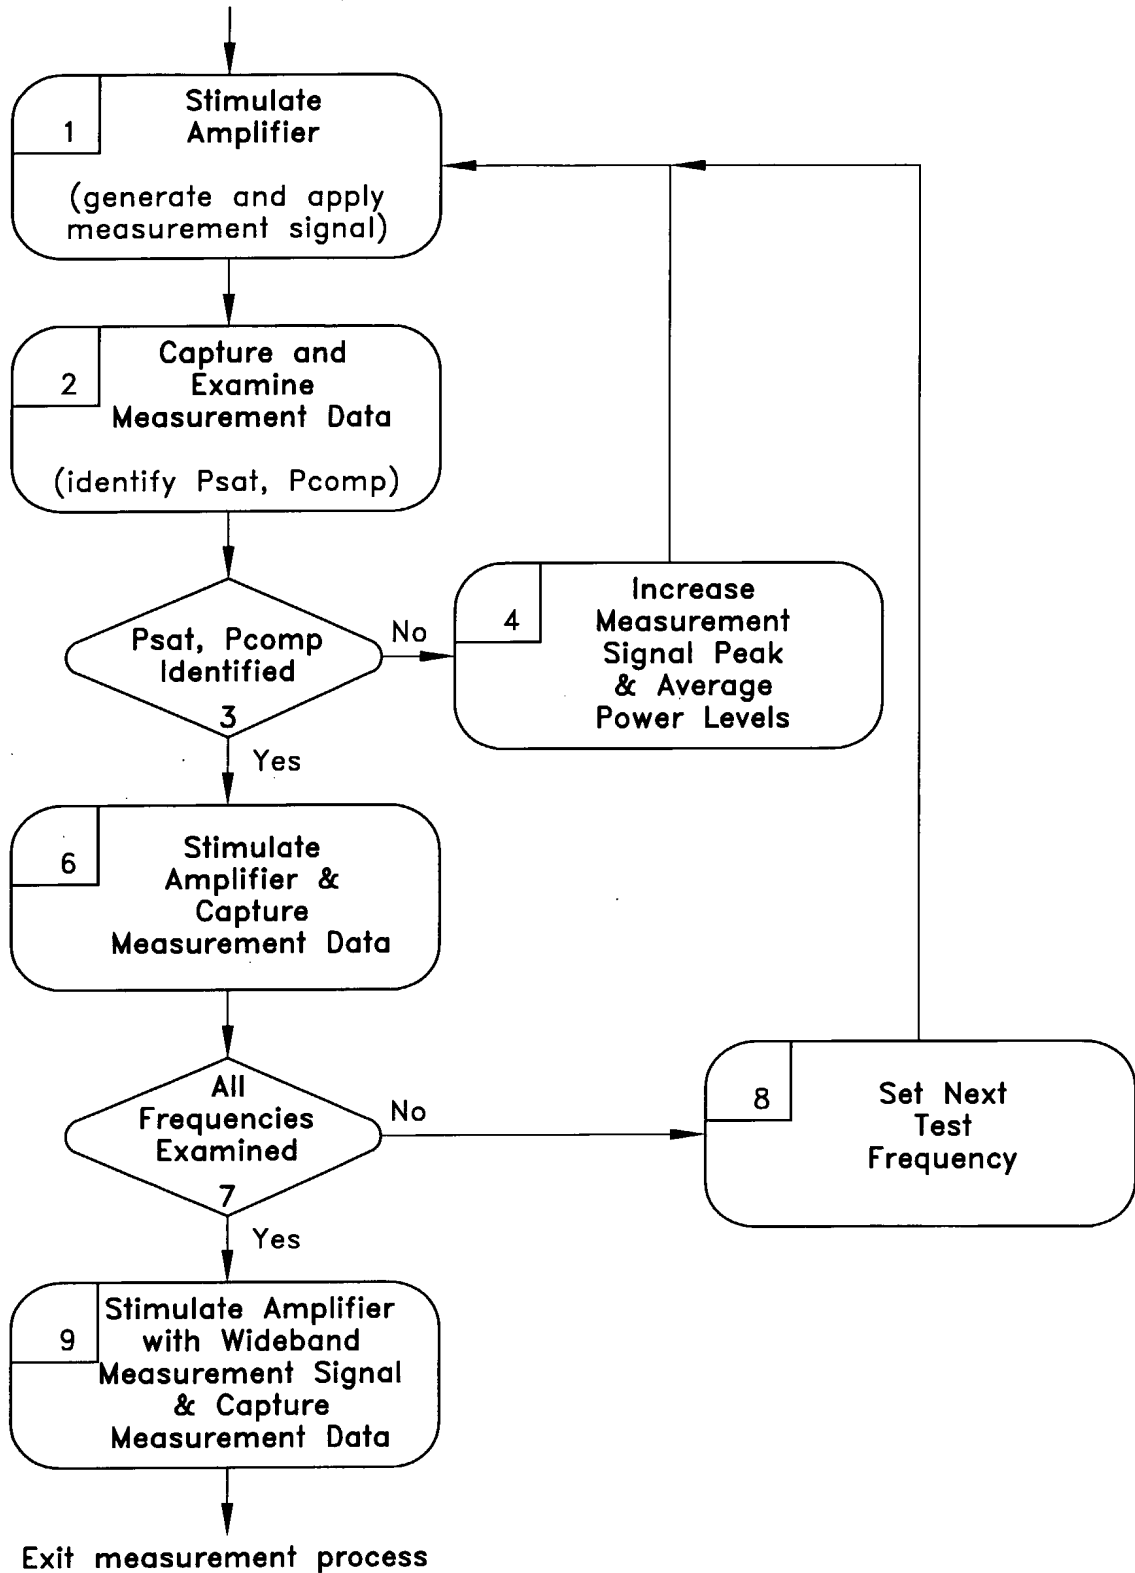 1
Stimulate
Amplifier
(generate and apply
measurement signal)
2
Capture and
Examine
Measurement Data
(identify Psat, Pcomp)
Psat, Pcomp
Identified
3
No
Yes
4
Increase
Measurement
Signal Peak
& Average
Power Levels
6
Stimulate
Amplifier &
Capture
Measurement Data
All
Frequencies
Examined
7
No
Yes
8
Set Next
Test
Frequency
9
Stimulate Amplifier
with Wideband
Measurement Signal
& Capture
Measurement Data
Exit measurement process